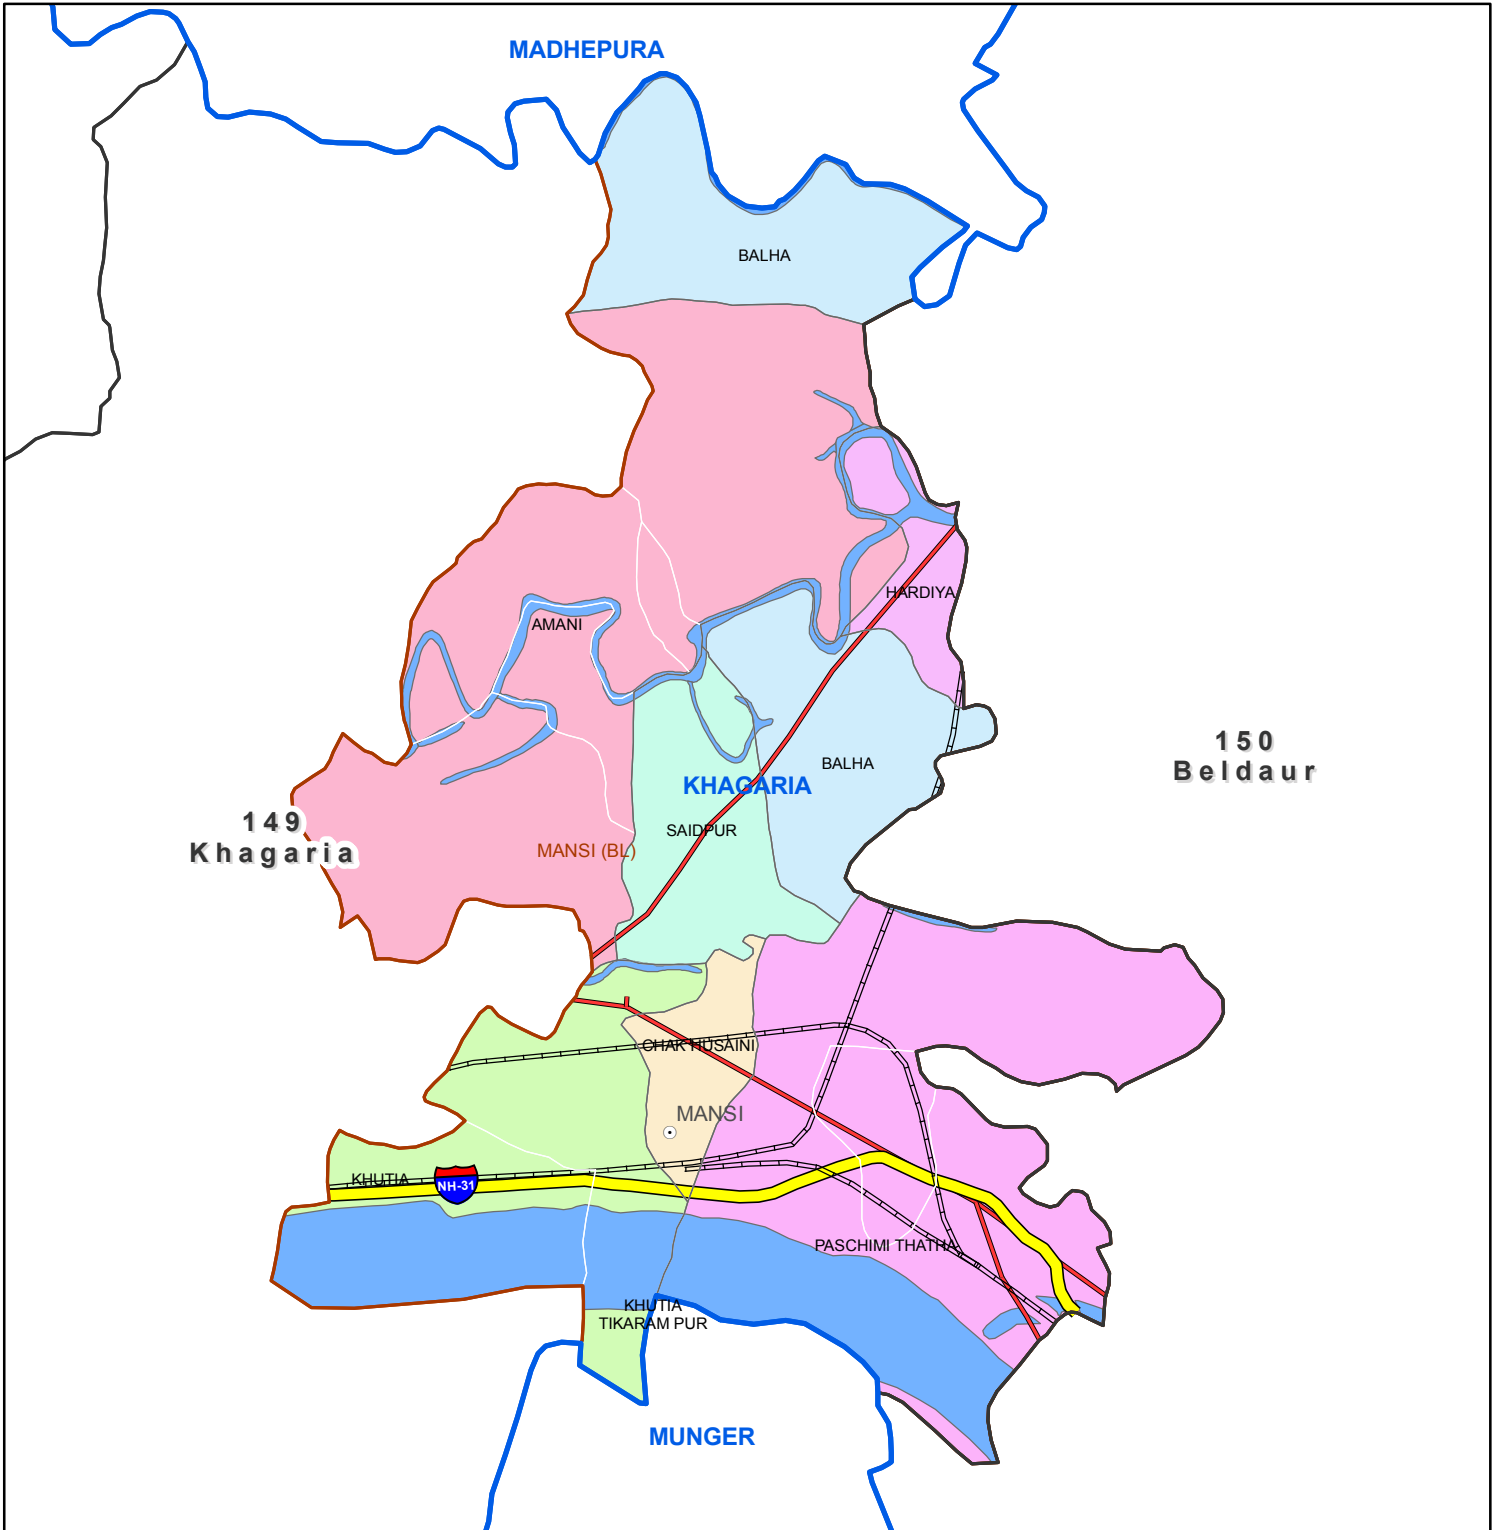 MADHEPURA
BALHA
HARDIYA
AMANI
150
Beldaur
BALHA
KHAGARIA
149
Khagaria
SAIDPUR
MANSI (BL)
CHAK HUSAINI
MANSI
KHUTIA
NH-31
PASCHIMI THATHA
KHUTIA
TIKARAM PUR
MUNGER